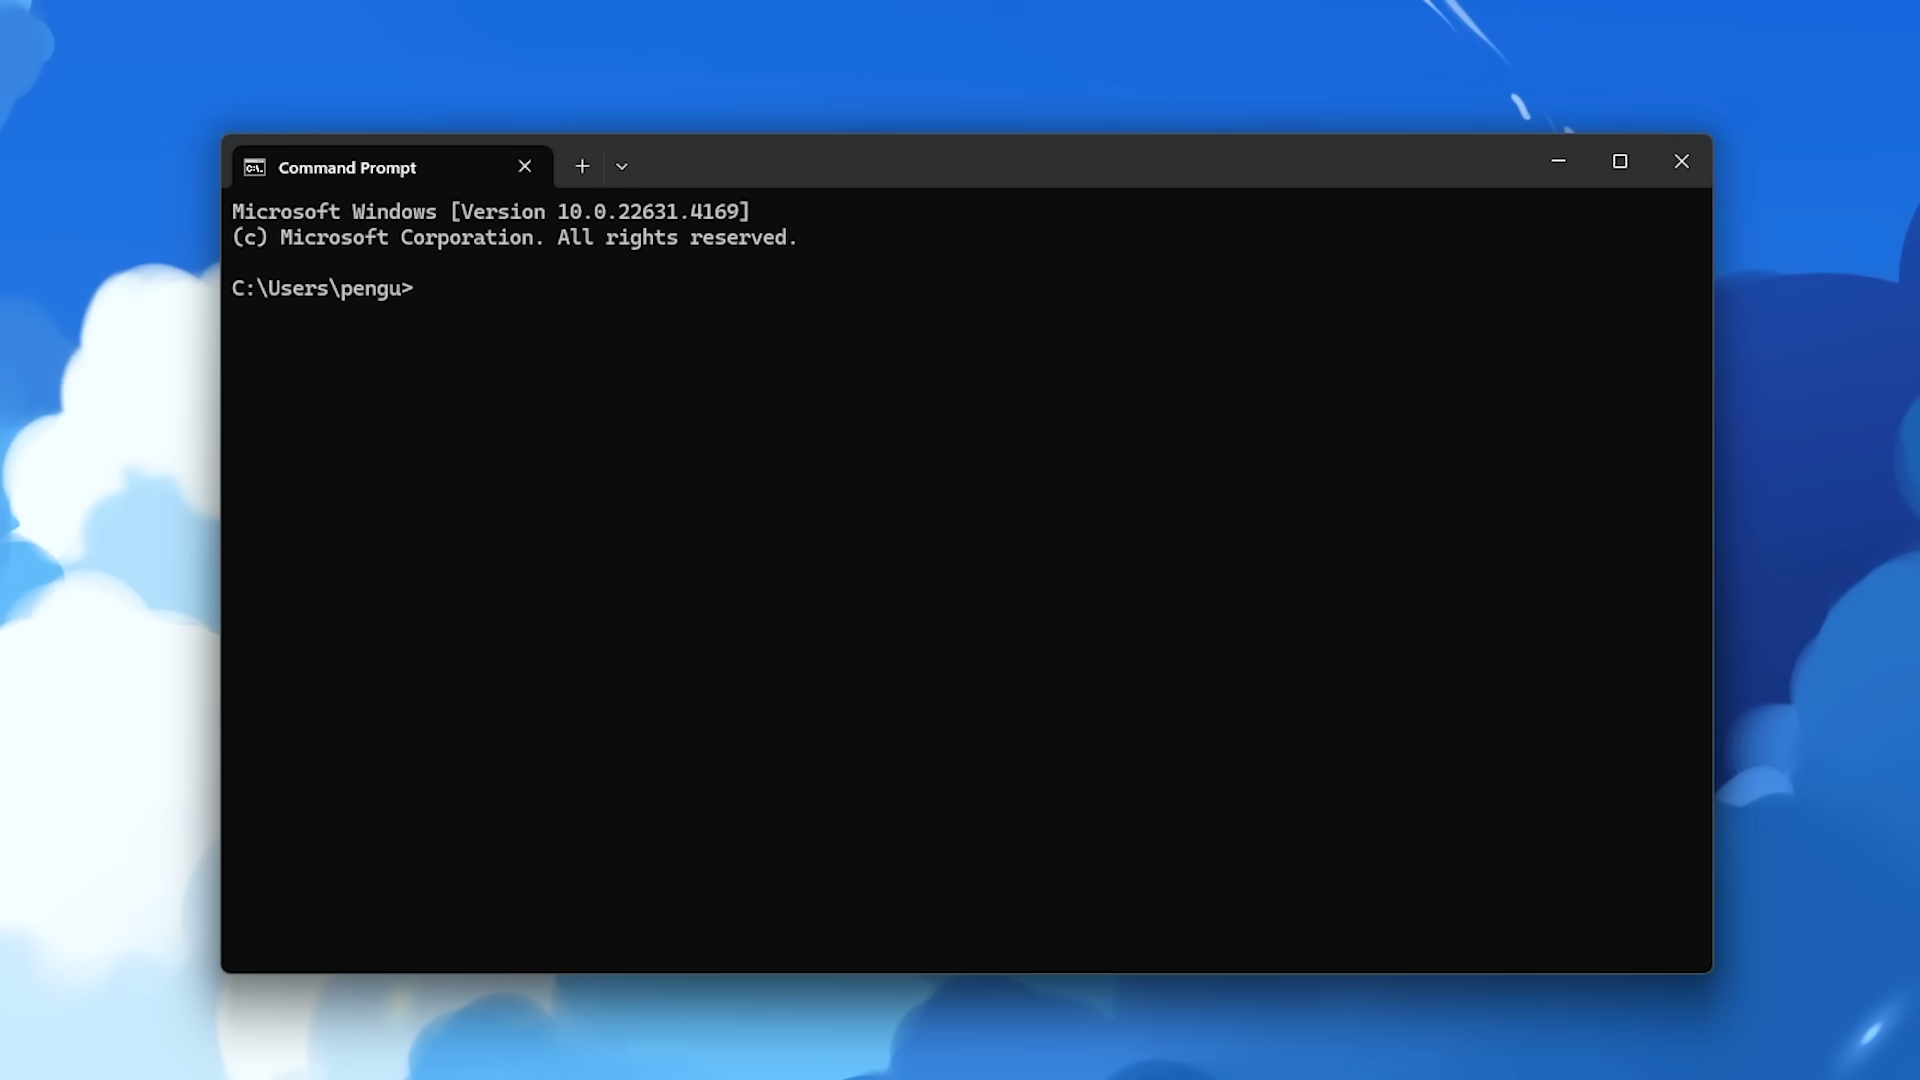 Command Prompt
Microsoft Windows [Version 10.0.22631.4169]
(c) Microsoft Corporation. All rights reserved.
C:\Users\pengu>